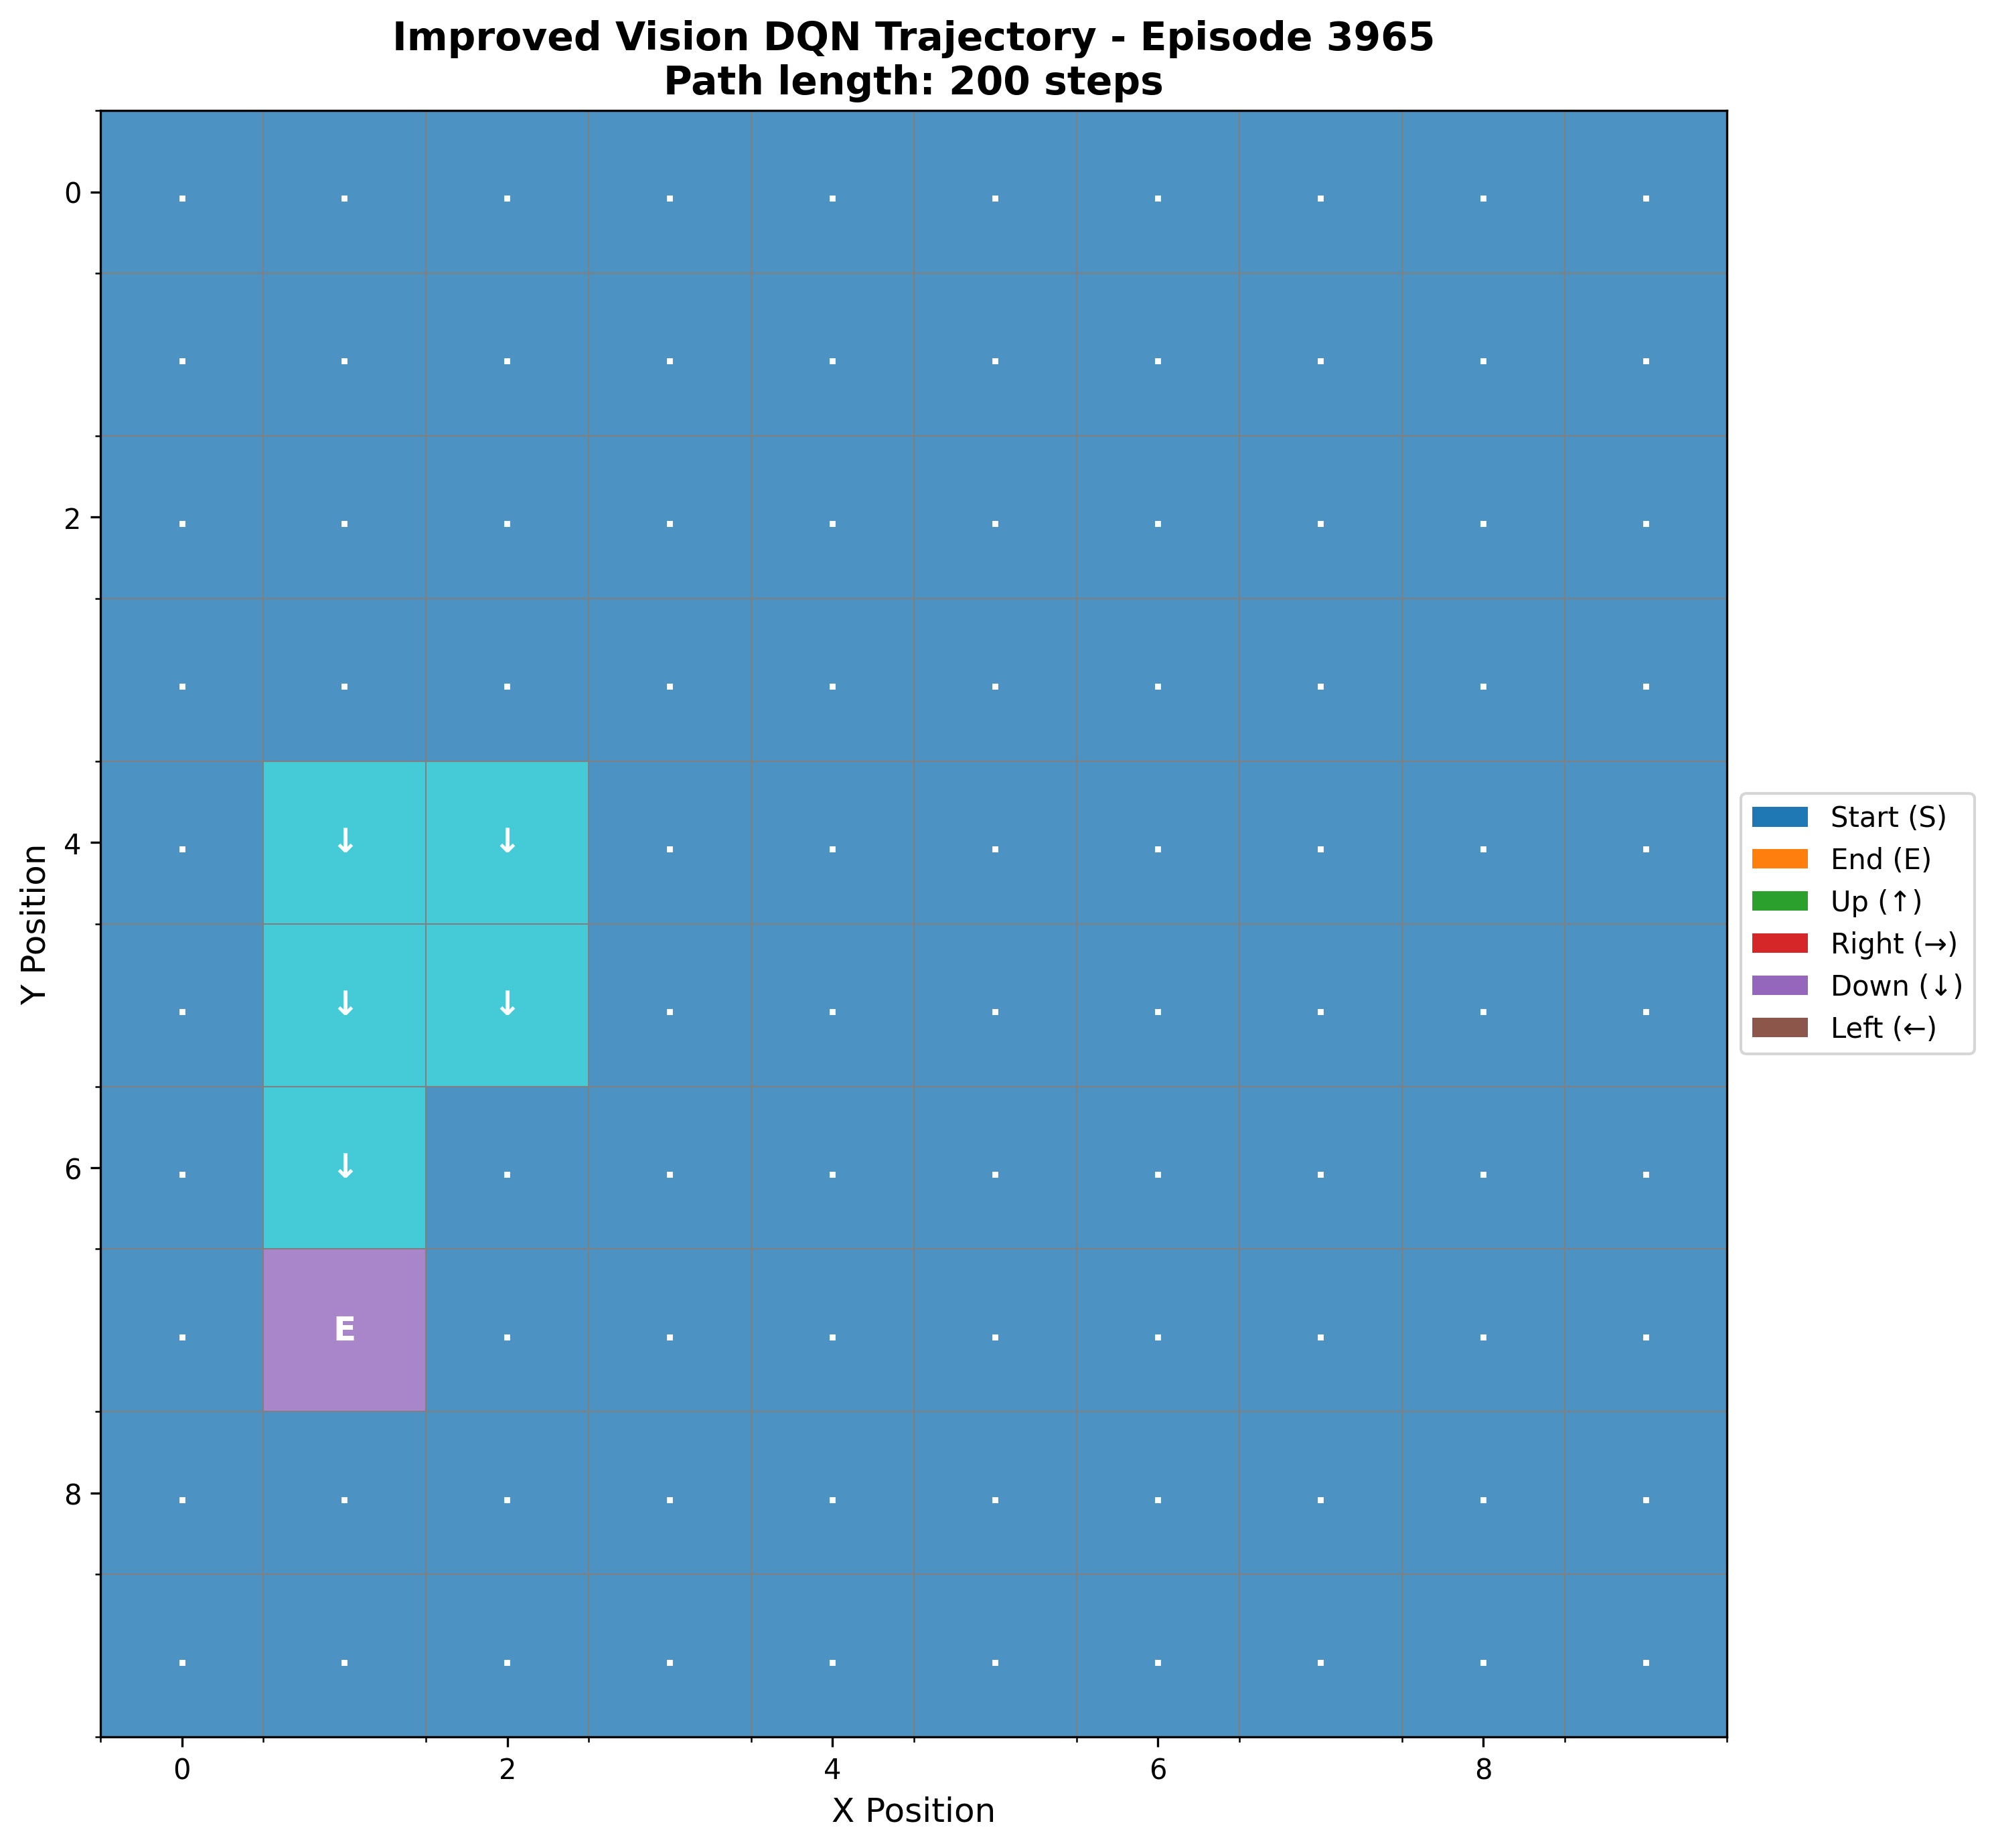 Improved Vision DQN Trajectory - Episode 3965
Path length: 200 steps
0
. . . . . . . . . .
. . . . . . . . . .
2
. . . . . . . . . .
. . . . . . . . . .
4
. ↓ ↓ . . . . . . .
. ↓ ↓ . . . . . . .
6
. ↓ . . . . . . . .
. E . . . . . . . .
8
. . . . . . . . . .
. . . . . . . . . .
0 2 4 6 8
X Position
Y Position
Start (S)
End (E)
Up (↑)
Right (→)
Down (↓)
Left (←)